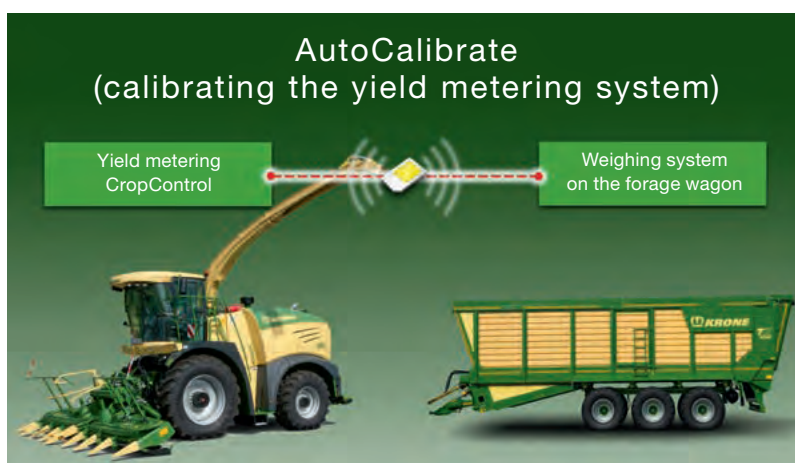 AutoCalibrate
(calibrating the yield metering system)
Yield metering
CropControl
Weighing system
on the forage wagon
KRONE